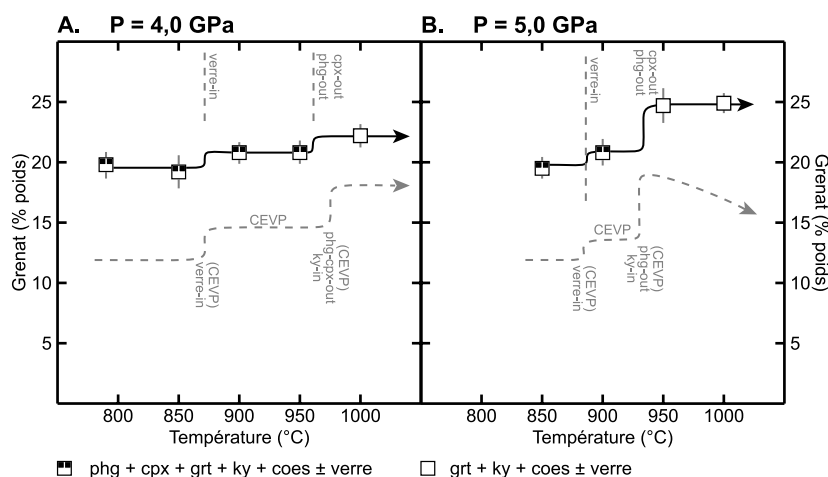 A. P = 4,0 GPa
B. P = 5,0 GPa
verre-in
cpx-out
phg-out
verre-in
cpx-out
phg-out
25
20
15
10
5
Grenat (% poids)
25
20
15
10
5
Grenat (% poids)
CEVP
(CEVP)
verre-in
(CEVP)
phg-cpx-out
ky-in
CEVP
(CEVP)
verre-in
(CEVP)
phg-out
ky-in
800 850 900 950 1000
800 850 900 950 1000
Température (°C)
Température (°C)
phg + cpx + grt + ky + coes ± verre
grt + ky + coes ± verre